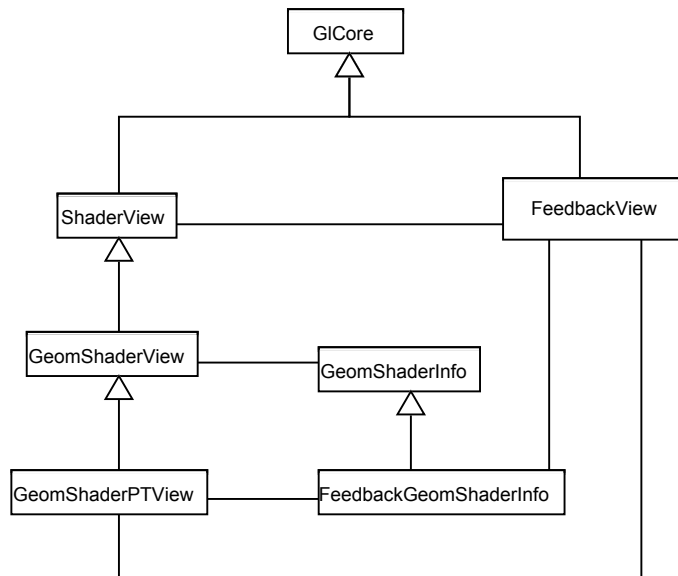 GlCore
ShaderView
FeedbackView
GeomShaderView
GeomShaderInfo
GeomShaderPTView
FeedbackGeomShaderInfo